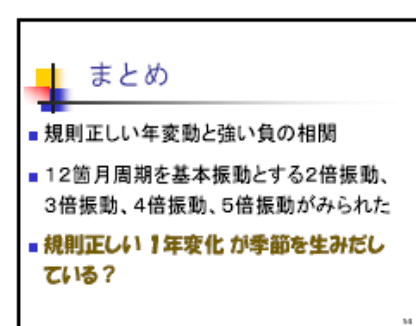 まとめ
規則正しい年変動と強い負の相関
12箇月周期を基本振動とする2倍振動、
3倍振動、4倍振動、5倍振動がみられた
規則正しい 1年変化 が季節を生みだし
ている？